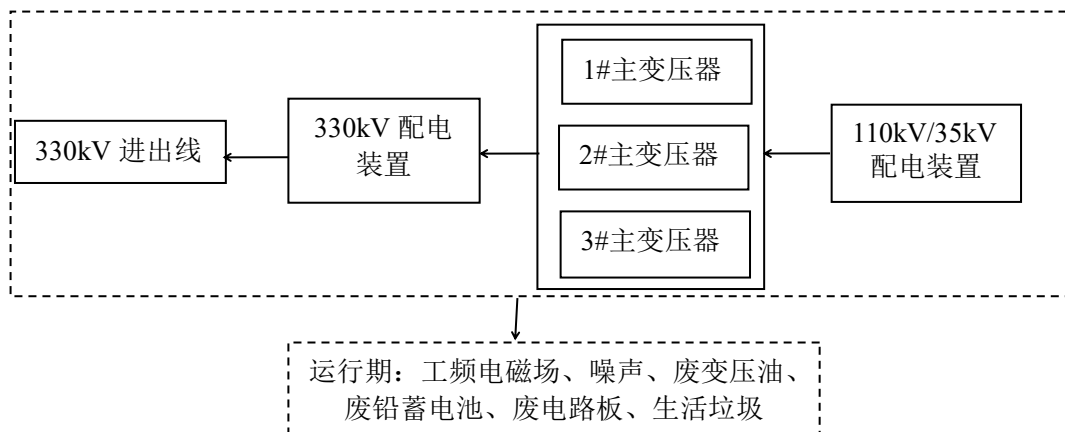 1#主变压器
330kV 进出线
330kV 配电
装置
2#主变压器
110kV/35kV
配电装置
3#主变压器
运行期：工频电磁场、噪声、废变压油、
废铅蓄电池、废电路板、生活垃圾